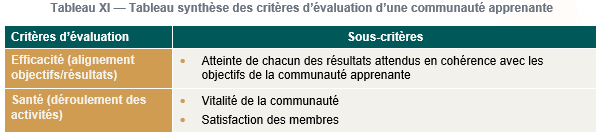 Tableau XI — Tableau synthèse des critères d'évaluation d'une communauté apprenante
Critères d'évaluation
Sous-critères
Efficacité (alignement
objectifs/résultats)
• Atteinte de chacun des résultats attendus en cohérence avec les
objectifs de la communauté apprenante
Santé (déroulement des
activités)
• Vitalité de la communauté
• Satisfaction des membres